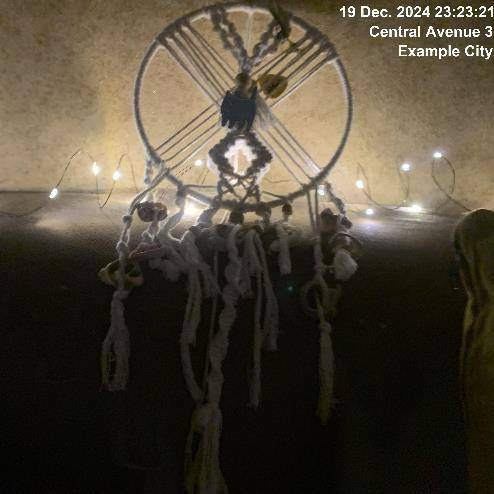 19 Dec. 2024 23:23:21
Central Avenue 3
Example City